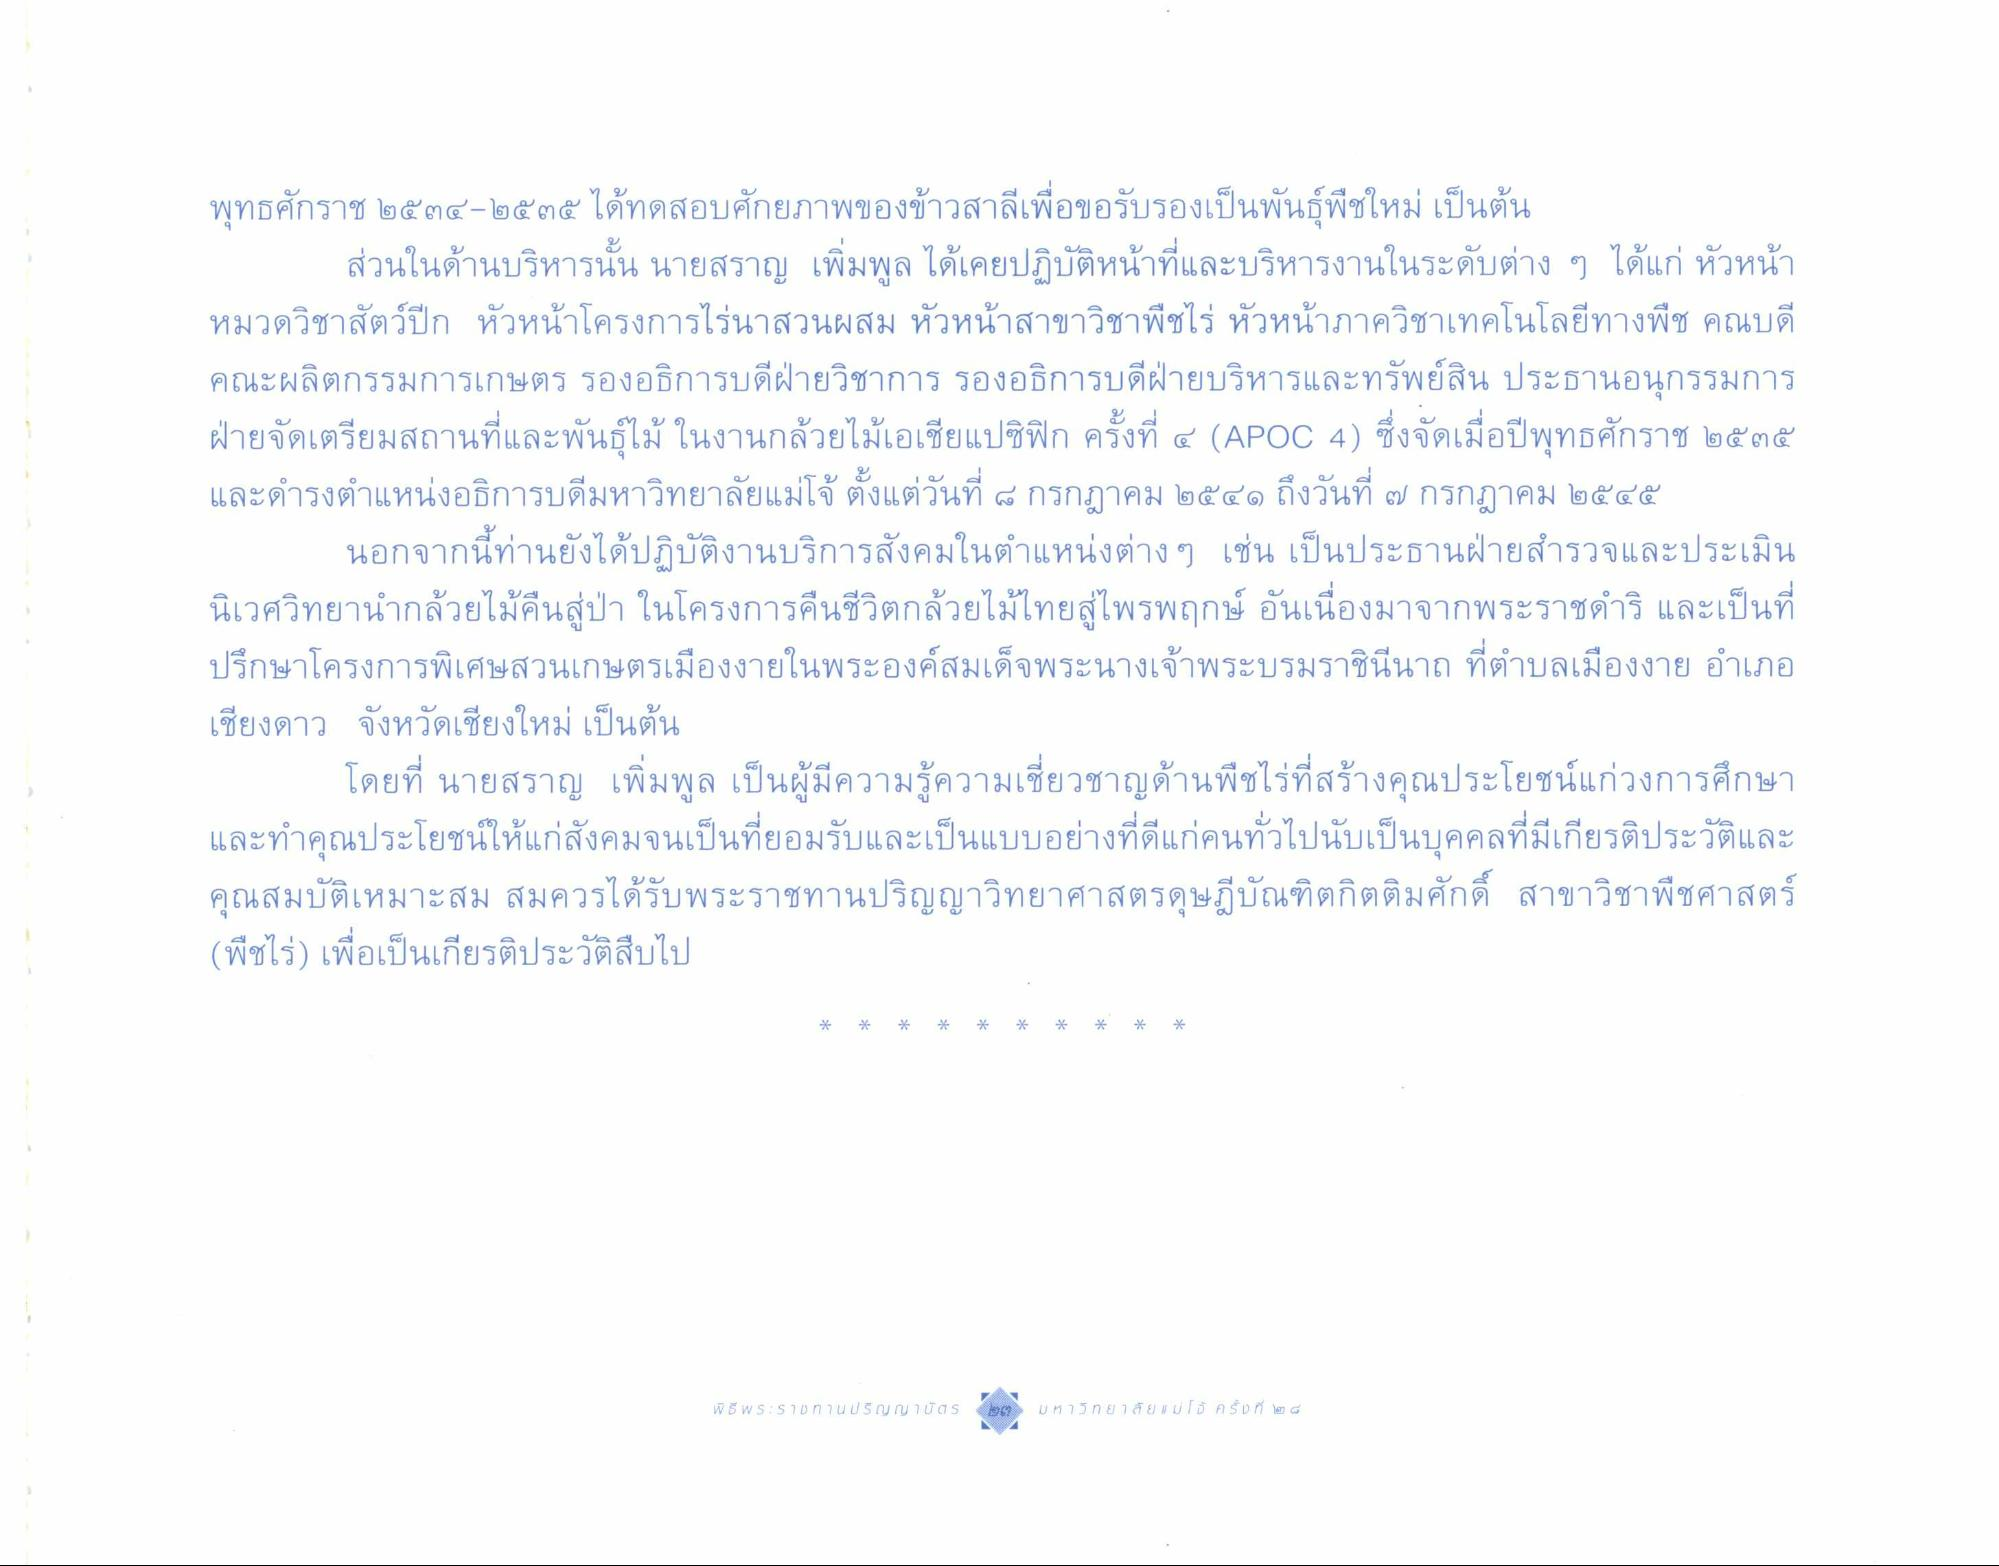 พุทธศักราช ๒๕๓๔-๒๕๓๕ ได้ทดสอบศักยภาพของข้าวสาลีเพื่อขอรับรองเป็นพันธุ์พืชใหม่ เป็นต้น
ส่วนในด้านบริหารนั้น นายสราญ เพิ่มพูล ได้เคยปฏิบัติหน้าที่และบริหารงานในระดับต่าง ๆ ได้แก่ หัวหน้า
หมวดวิชาสัตว์ปีก หัวหน้าโครงการไร่นาสวนผสม หัวหน้าสาขาวิชาพืชไร่ หัวหน้าภาควิชาเทคโนโลยีทางพืช คณบดี
คณะผลิตกรรมการเกษตร รองอธิการบดีฝ่ายวิชาการ รองอธิการบดีฝ่ายบริหารและทรัพย์สิน ประธานอนุกรรมการ
ฝ่ายจัดเตรียมสถานที่และพันธุ์ไม้ ในงานกล้วยไม้เอเชียแปซิฟิก ครั้งที่ ๔ (APOC 4) ซึ่งจัดเมื่อปีพุทธศักราช ๒๕๓๕
และดำรงตำแหน่งอธิการบดีมหาวิทยาลัยแม่โจ้ ตั้งแต่วันที่ ๘ กรกฎาคม ๒๕๔๑ ถึงวันที่ ๗ กรกฎาคม ๒๕๔๕
นอกจากนี้ท่านยังได้ปฏิบัติงานบริการสังคมในตำแหน่งต่างๆ เช่น เป็นประธานฝ่ายสำรวจและประเมิน
นิเวศวิทยานำกล้วยไม้คืนสู่ป่า ในโครงการคืนชีวิตกล้วยไม้ไทยสู่ไพรพฤกษ์ อันเนื่องมาจากพระราชดำริ และเป็นที่
ปรึกษาโครงการพิเศษสวนเกษตรเมืองงายในพระองค์สมเด็จพระนางเจ้าพระบรมราชินีนาถ ที่ตำบลเมืองงาย อำเภอ
เชียงดาว จังหวัดเชียงใหม่ เป็นต้น
โดยที่ นายสราญ เพิ่มพูล เป็นผู้มีความรู้ความเชี่ยวชาญด้านพืชไร่ที่สร้างคุณประโยชน์แก่วงการศึกษา
และทำคุณประโยชน์ให้แก่สังคมจนเป็นที่ยอมรับและเป็นแบบอย่างที่ดีแก่คนทั่วไปนับเป็นบุคคลที่มีเกียรติประวัติและ
คุณสมบัติเหมาะสม สมควรได้รับพระราชทานปริญญาวิทยาศาสตรดุษฎีบัณฑิตกิตติมศักดิ์ สาขาวิชาพืชศาสตร์
(พืชไร่) เพื่อเป็นเกียรติประวัติสืบไป
* * * * * * * * * *
พิธีพระราชทานปริญญาบัตร ๒๓ มหาวิทยาลัยแม่โจ้ ครั้งที่ ๒๘